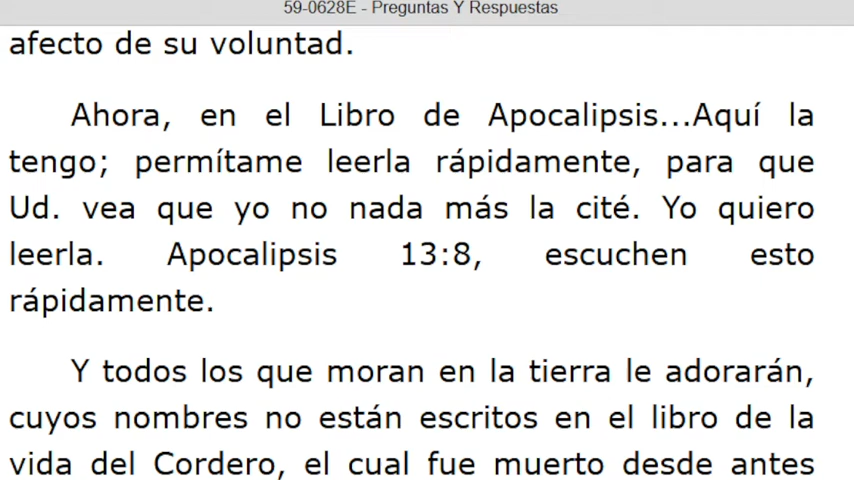 59-0628E - Preguntas Y Respuestas
afecto de su voluntad.
Ahora, en el Libro de Apocalipsis...Aquí la
tengo; permítame leerla rápidamente, para que
Ud. vea que yo no nada más la cité. Yo quiero
leerla. Apocalipsis 13:8, escuchen esto
rápidamente.
Y todos los que moran en la tierra le adorarán,
cuyos nombres no están escritos en el libro de la
vida del Cordero, el cual fue muerto desde antes